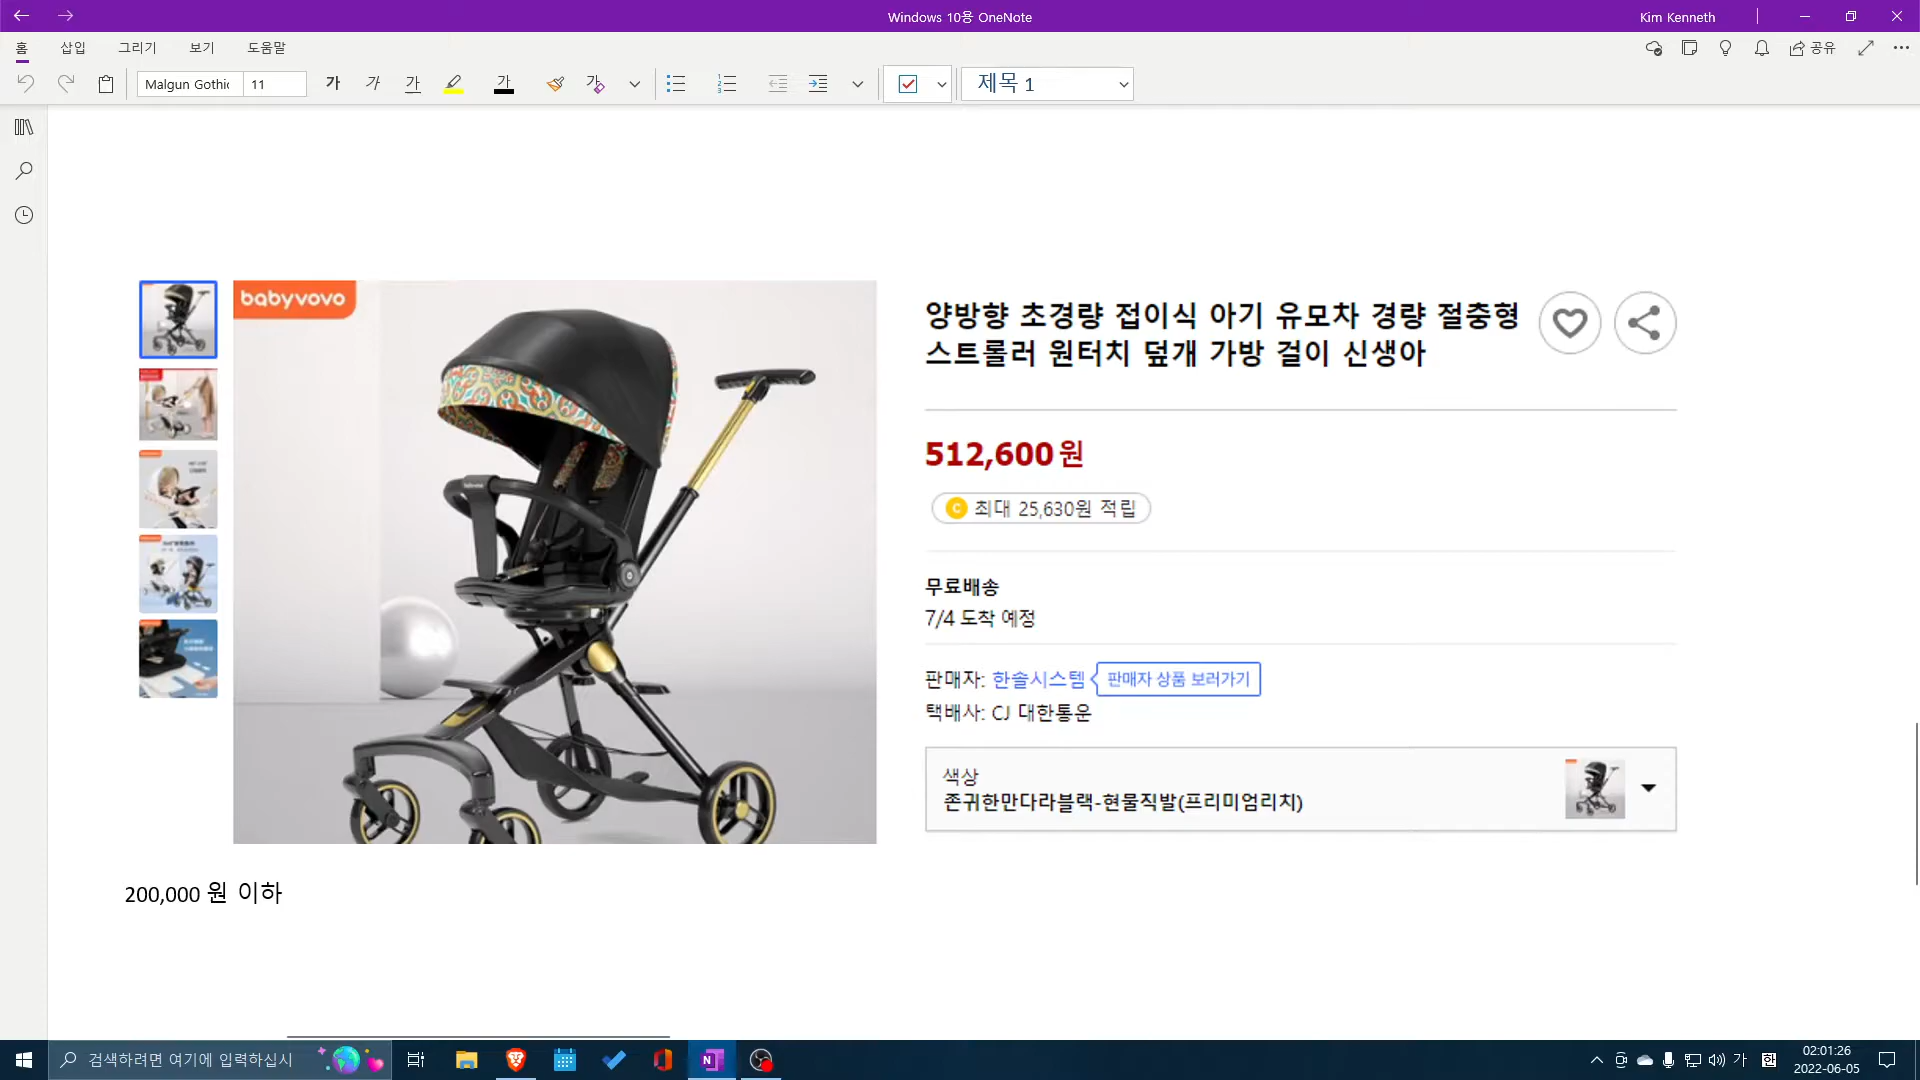 Windows 10용 OneNote
Kim Kenneth
홈 삽입 그리기 보기 도움말
공유
Malgun Gothic 11 가 가 가 가 가 제목 1
babyvovo
양방향 초경량 접이식 아기 유모차 경량 절충형
스트롤러 원터치 덮개 가방 걸이 신생아
512,600원
C 최대 25,630원 적립
무료배송
7/4 도착 예정
판매자: 한솔시스템 판매자 상품 보러가기
택배사: CJ 대한통운
색상
존귀한만다라블랙-현물직발(프리미엄리치)
200,000 원 이하
검색하려면 여기에 입력하십시
가 한
02:01:26
2022-06-05